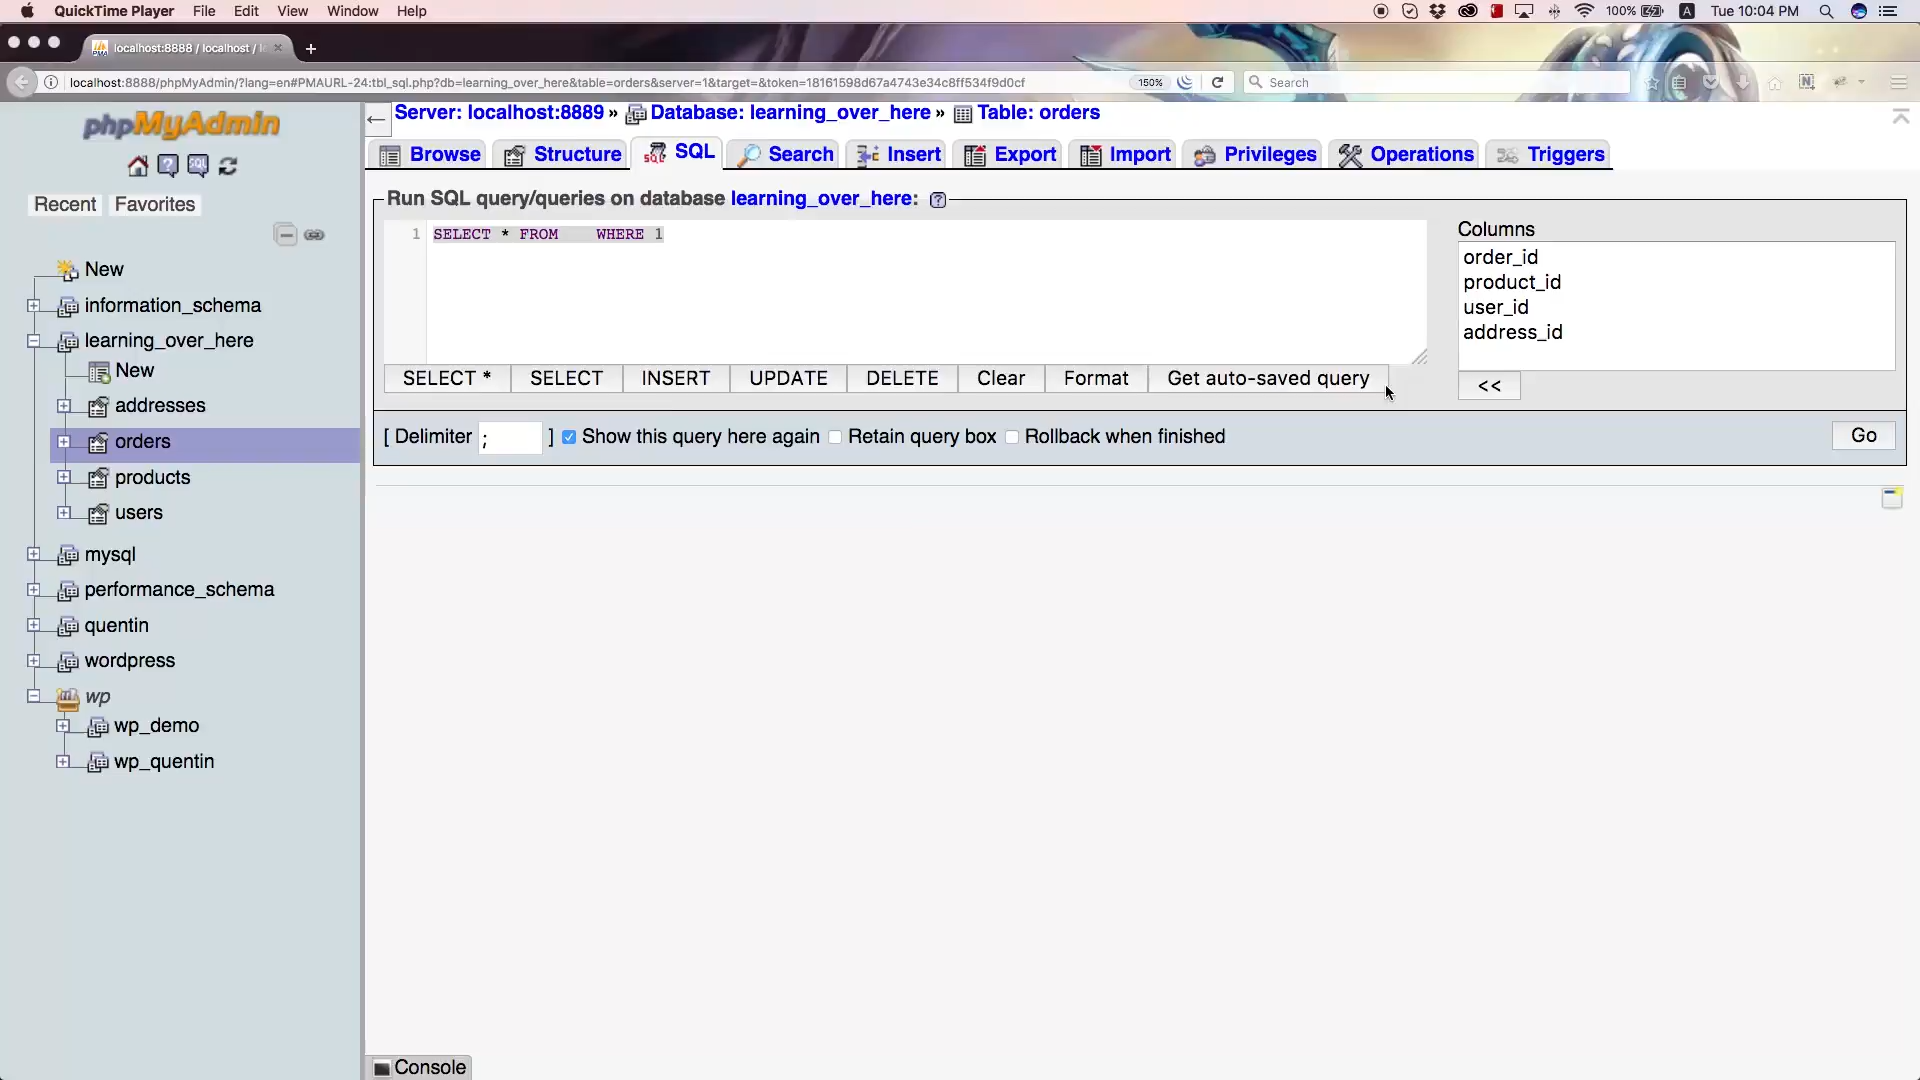 QuickTime Player File Edit View Window Help 100% A Tue 10:04 PM
localhost:8888 / localhost /
localhost:8888/phpMyAdmin/?lang=en#PMAURL-24:tbl_sql.php?db=learning_over_here&table=orders&server=1&target=&token=18161598d67a4743e34c8ff534f9d0cf 150% Search
phpMyAdmin
Recent Favorites
New
information_schema
learning_over_here
New
addresses
orders
products
users
mysql
performance_schema
quentin
wordpress
wp
wp_demo
wp_quentin
Server: localhost:8889 » Database: learning_over_here » Table: orders
Browse Structure SQL Search Insert Export Import Privileges Operations Triggers
Run SQL query/queries on database learning_over_here:
1 SELECT * FROM WHERE 1
Columns
order_id
product_id
user_id
address_id
SELECT * SELECT INSERT UPDATE DELETE Clear Format Get auto-saved query <<
[ Delimiter ; ] Show this query here again Retain query box Rollback when finished Go
Console